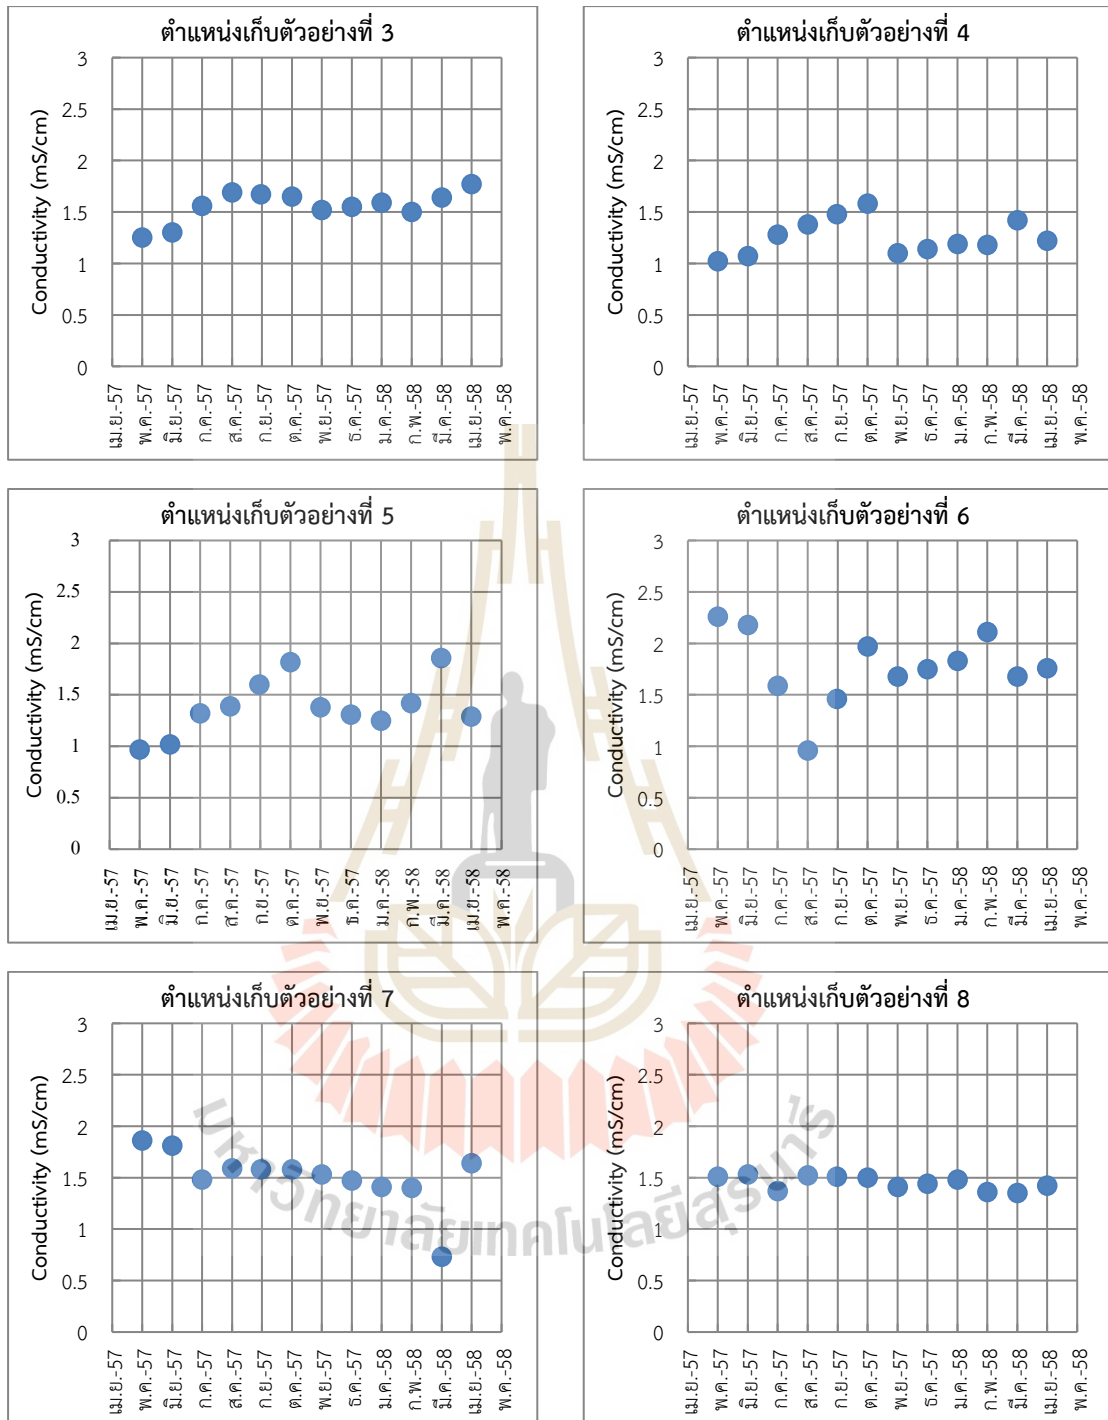 ตำแหน่งเก็บตัวอย่างที่ 3
Conductivity (mS/cm)
3
2.5
2
1.5
1
0.5
0
เม.ย.-57
พ.ค.-57
มิ.ย.-57
ก.ค.-57
ส.ค.-57
ก.ย.-57
ต.ค.-57
พ.ย.-57
ธ.ค.-57
ม.ค.-58
ก.พ.-58
มี.ค.-58
เม.ย.-58
พ.ค.-58
ตำแหน่งเก็บตัวอย่างที่ 4
Conductivity (mS/cm)
3
2.5
2
1.5
1
0.5
0
เม.ย.-57
พ.ค.-57
มิ.ย.-57
ก.ค.-57
ส.ค.-57
ก.ย.-57
ต.ค.-57
พ.ย.-57
ธ.ค.-57
ม.ค.-58
ก.พ.-58
มี.ค.-58
เม.ย.-58
พ.ค.-58
ตำแหน่งเก็บตัวอย่างที่ 5
Conductivity (mS/cm)
3
2.5
2
1.5
1
0.5
0
เม.ย.-57
พ.ค.-57
มิ.ย.-57
ก.ค.-57
ส.ค.-57
ก.ย.-57
ต.ค.-57
พ.ย.-57
ธ.ค.-57
ม.ค.-58
ก.พ.-58
มี.ค.-58
เม.ย.-58
พ.ค.-58
ตำแหน่งเก็บตัวอย่างที่ 6
Conductivity (mS/cm)
3
2.5
2
1.5
1
0.5
0
เม.ย.-57
พ.ค.-57
มิ.ย.-57
ก.ค.-57
ส.ค.-57
ก.ย.-57
ต.ค.-57
พ.ย.-57
ธ.ค.-57
ม.ค.-58
ก.พ.-58
มี.ค.-58
เม.ย.-58
พ.ค.-58
ตำแหน่งเก็บตัวอย่างที่ 7
Conductivity (mS/cm)
3
2.5
2
1.5
1
0.5
0
เม.ย.-57
พ.ค.-57
มิ.ย.-57
ก.ค.-57
ส.ค.-57
ก.ย.-57
ต.ค.-57
พ.ย.-57
ธ.ค.-57
ม.ค.-58
ก.พ.-58
มี.ค.-58
เม.ย.-58
พ.ค.-58
ตำแหน่งเก็บตัวอย่างที่ 8
Conductivity (mS/cm)
3
2.5
2
1.5
1
0.5
0
เม.ย.-57
พ.ค.-57
มิ.ย.-57
ก.ค.-57
ส.ค.-57
ก.ย.-57
ต.ค.-57
พ.ย.-57
ธ.ค.-57
ม.ค.-58
ก.พ.-58
มี.ค.-58
เม.ย.-58
พ.ค.-58
มหาวิทยาลัยเทคโนโลยีสุรนารี